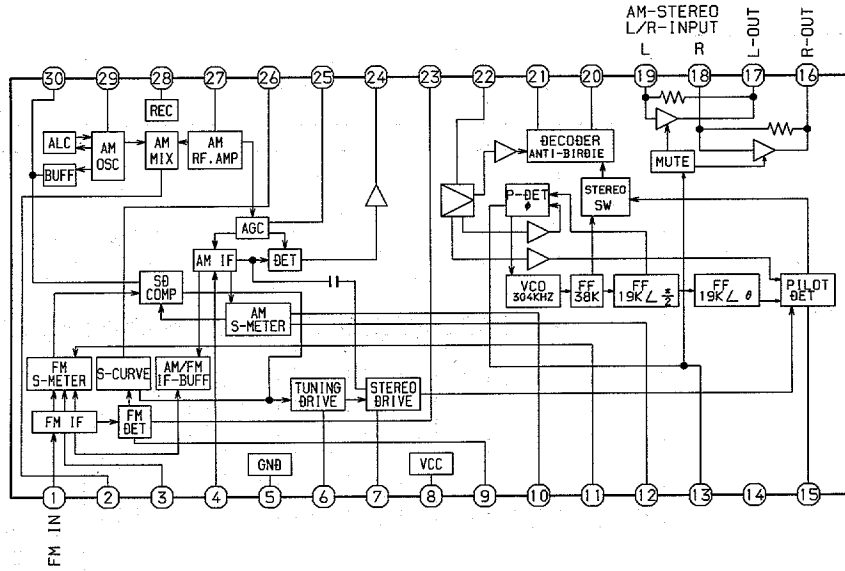 AM-STEREO
L/R-INPUT
L
R
L-OUT
R-OUT
30
29
28
27
26
25
24
23
22
21
20
19
18
17
16
REC
ALC
AM
OSC
AM
MIX
AM
RF.AMP
BUFF
DECODER
ANTI-BIRDIE
MUTE
P-DET
φ
STEREO
SW
AGC
AM IF
DET
SD
COMP
VCO
304KHZ
FF
38K
FF
19K∠ π/2
FF
19K∠ θ
PILOT
DET
AM
S-METER
FM
S-METER
S-CURVE
AM/FM
IF-BUFF
TUNING
DRIVE
STEREO
DRIVE
FM IF
FM
DET
GND
VCC
1
2
3
4
5
6
7
8
9
10
11
12
13
14
15
FM IN